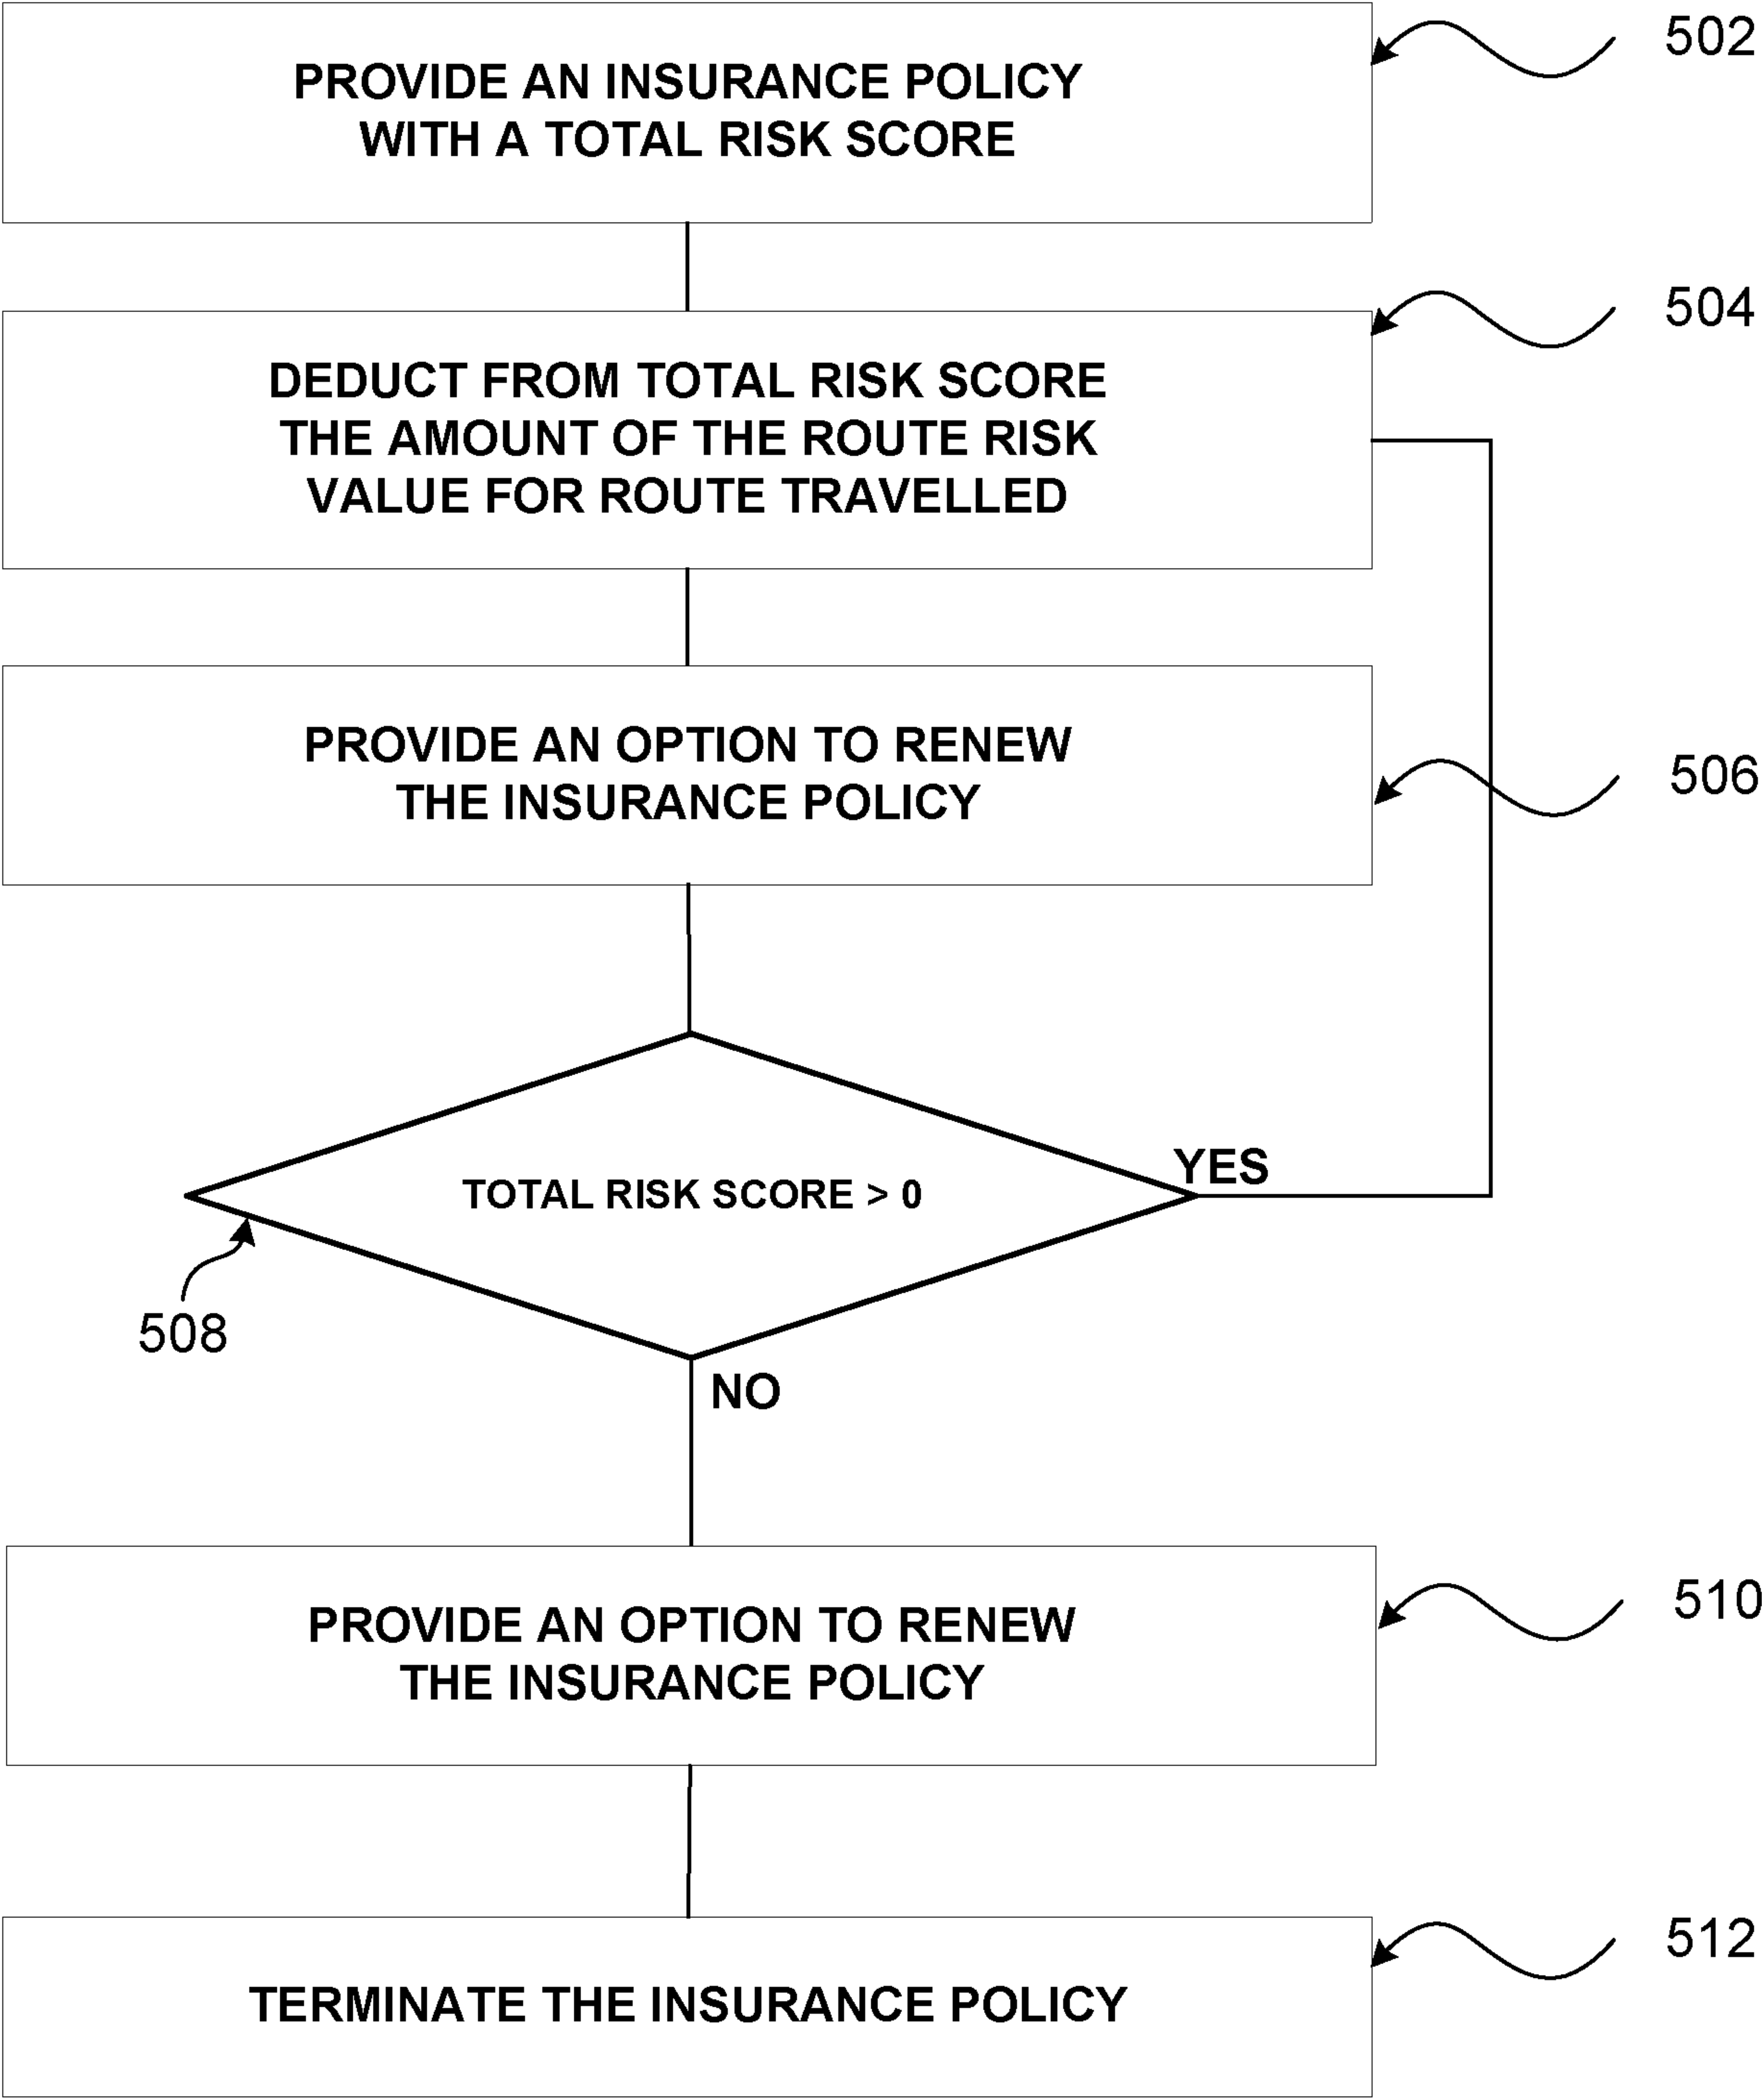 PROVIDE AN INSURANCE POLICY
WITH A TOTAL RISK SCORE
502
DEDUCT FROM TOTAL RISK SCORE
THE AMOUNT OF THE ROUTE RISK
VALUE FOR ROUTE TRAVELLED
504
PROVIDE AN OPTION TO RENEW
THE INSURANCE POLICY
506
TOTAL RISK SCORE > 0
YES
508
NO
PROVIDE AN OPTION TO RENEW
THE INSURANCE POLICY
510
TERMINATE THE INSURANCE POLICY
512